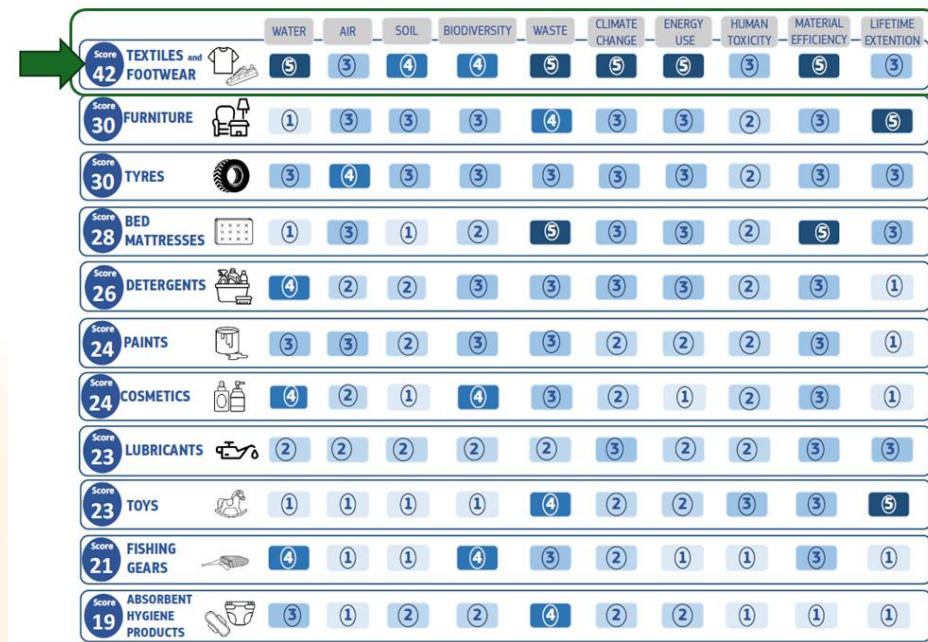 WATER AIR SOIL BIODIVERSITY WASTE CLIMATE CHANGE ENERGY USE HUMAN TOXICITY MATERIAL EFFICIENCY LIFETIME EXTENTION
Score 42 TEXTILES and FOOTWEAR 5 3 4 4 5 5 5 3 5 3
Score 30 FURNITURE 1 3 3 3 4 3 3 2 3 5
Score 30 TYRES 3 4 3 3 3 3 3 2 3 3
Score 28 BED MATTRESSES 1 3 1 2 5 3 3 2 5 3
Score 26 DETERGENTS 4 2 2 3 3 3 3 2 3 1
Score 24 PAINTS 3 3 2 3 3 2 2 2 3 1
Score 24 COSMETICS 4 2 1 4 3 2 1 2 3 1
Score 23 LUBRICANTS 2 2 2 2 2 3 2 2 3 3
Score 23 TOYS 1 1 1 1 4 2 2 3 3 5
Score 21 FISHING GEARS 4 1 1 4 3 2 1 1 3 1
Score 19 ABSORBENT HYGIENE PRODUCTS 3 1 2 2 4 2 2 1 1 1